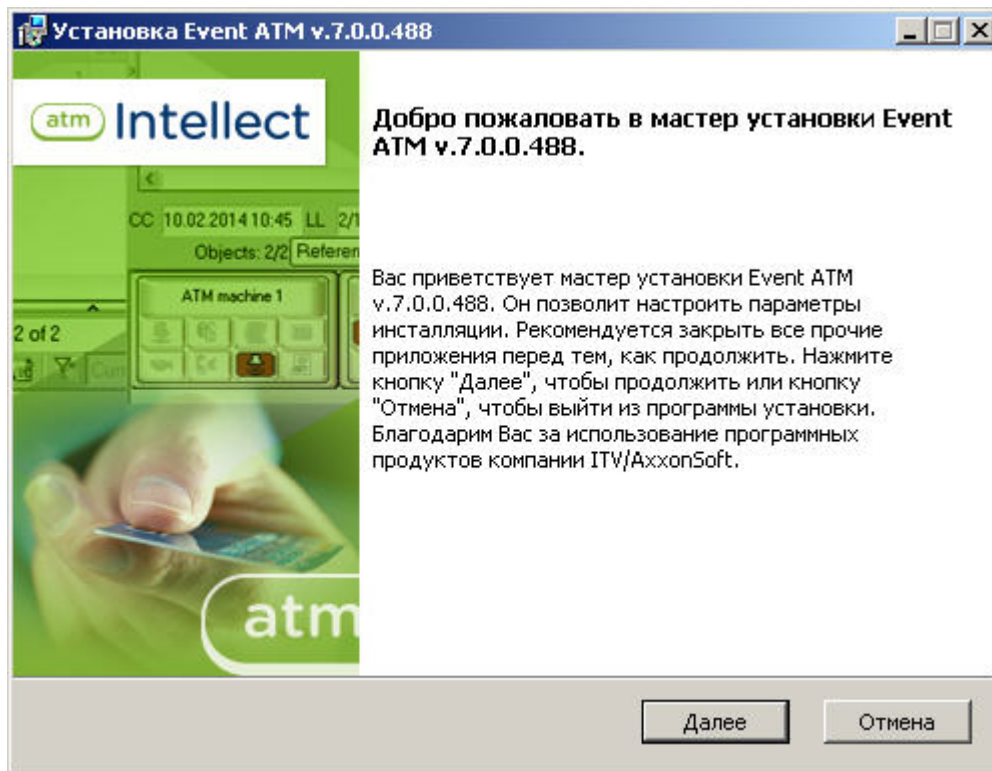 Установка Event ATM v.7.0.0.488
atm Intellect
Добро пожаловать в мастер установки Event
ATM v.7.0.0.488.
CC 10.02.2014 10:45 LL 2/1
Objects: 2/2 Referen
ATM machine 1
2 of 2
Вас приветствует мастер установки Event ATM
v.7.0.0.488. Он позволит настроить параметры
инсталляции. Рекомендуется закрыть все прочие
приложения перед тем, как продолжить. Нажмите
кнопку "Далее", чтобы продолжить или кнопку
"Отмена", чтобы выйти из программы установки.
Благодарим Вас за использование программных
продуктов компании ITV/AxxonSoft.
atm
Далее
Отмена